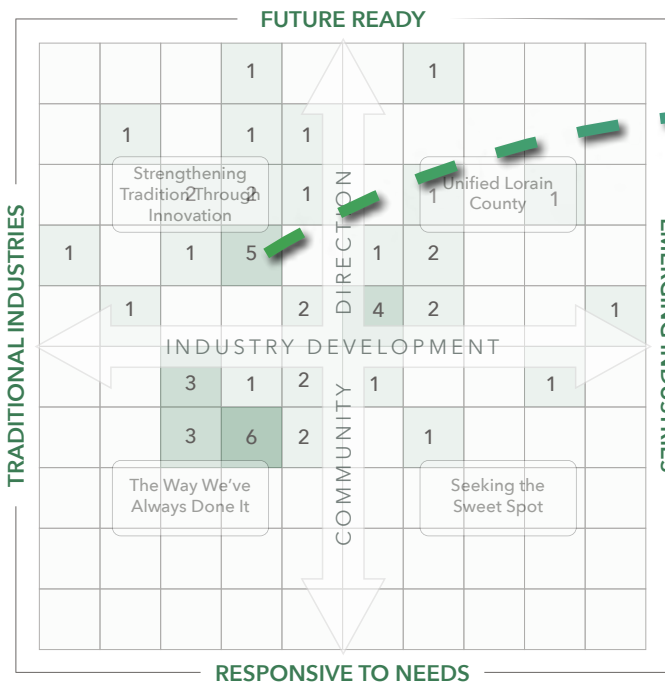 FUTURE READY
1 1
1 1 1
Strengthening
Tradition Through
Innovation
2 2 1
Unified Lorain
County
1 1
1 1 5 1 2
1 2 4 2 1
INDUSTRY DEVELOPMENT
3 1 2 1 1
3 6 2 1
The Way We've
Always Done It
Seeking the
Sweet Spot
COMMUNITY DIRECTION
TRADITIONAL INDUSTRIES
EMERGING INDUSTRIES
RESPONSIVE TO NEEDS